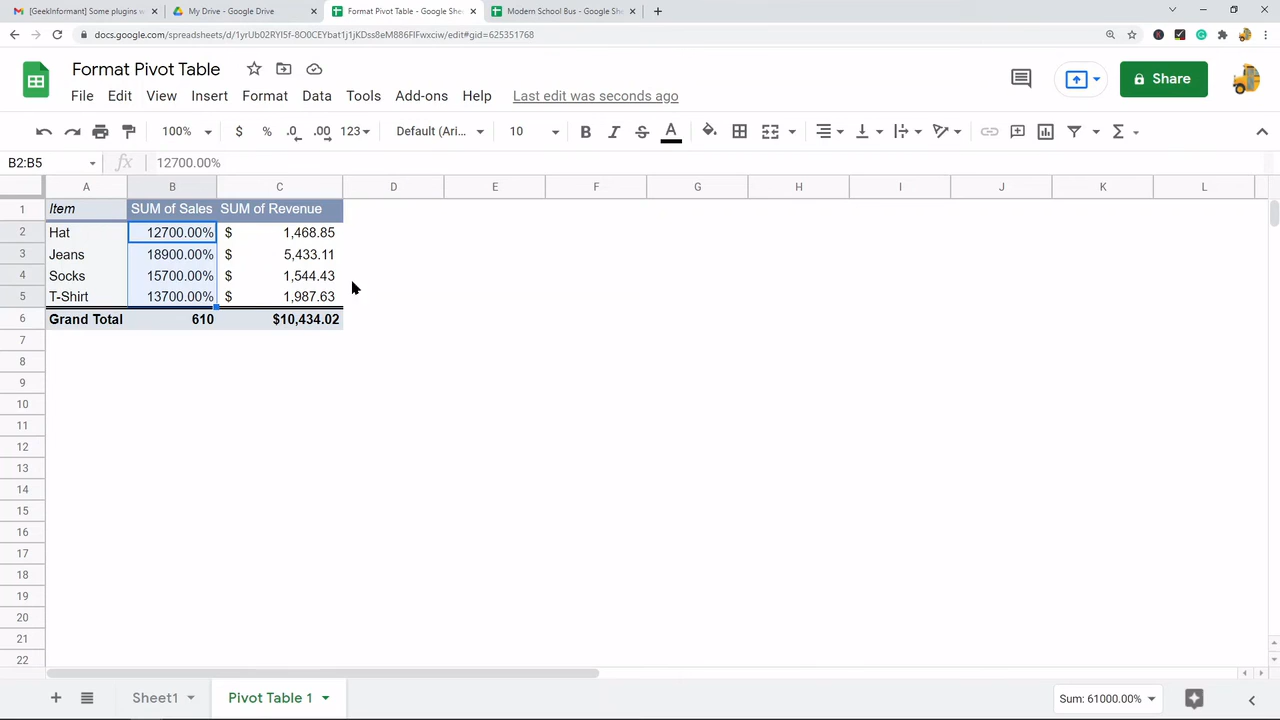 [GeekInformant] Some plugins w
My Drive - Google Drive
Format Pivot Table - Google She
Modern School Bus - Google She
docs.google.com/spreadsheets/d/1yrUb02RYI5f-8O0CEYbat1j1jKDss8eM886FIFwxciw/edit#gid=625351768
Format Pivot Table
Share
File Edit View Insert Format Data Tools Add-ons Help Last edit was seconds ago
100% $ % .0 .00 123 Default (Ari... 10 B I S A Σ
B2:B5 fx 12700.00%
A B C D E F G H I J K L
1 Item SUM of Sales SUM of Revenue
2 Hat 12700.00% $ 1,468.85
3 Jeans 18900.00% $ 5,433.11
4 Socks 15700.00% $ 1,544.43
5 T-Shirt 13700.00% $ 1,987.63
6 Grand Total 610 $10,434.02
7
8
9
10
11
12
13
14
15
16
17
18
19
20
21
22
Sheet1 Pivot Table 1 Sum: 61000.00%